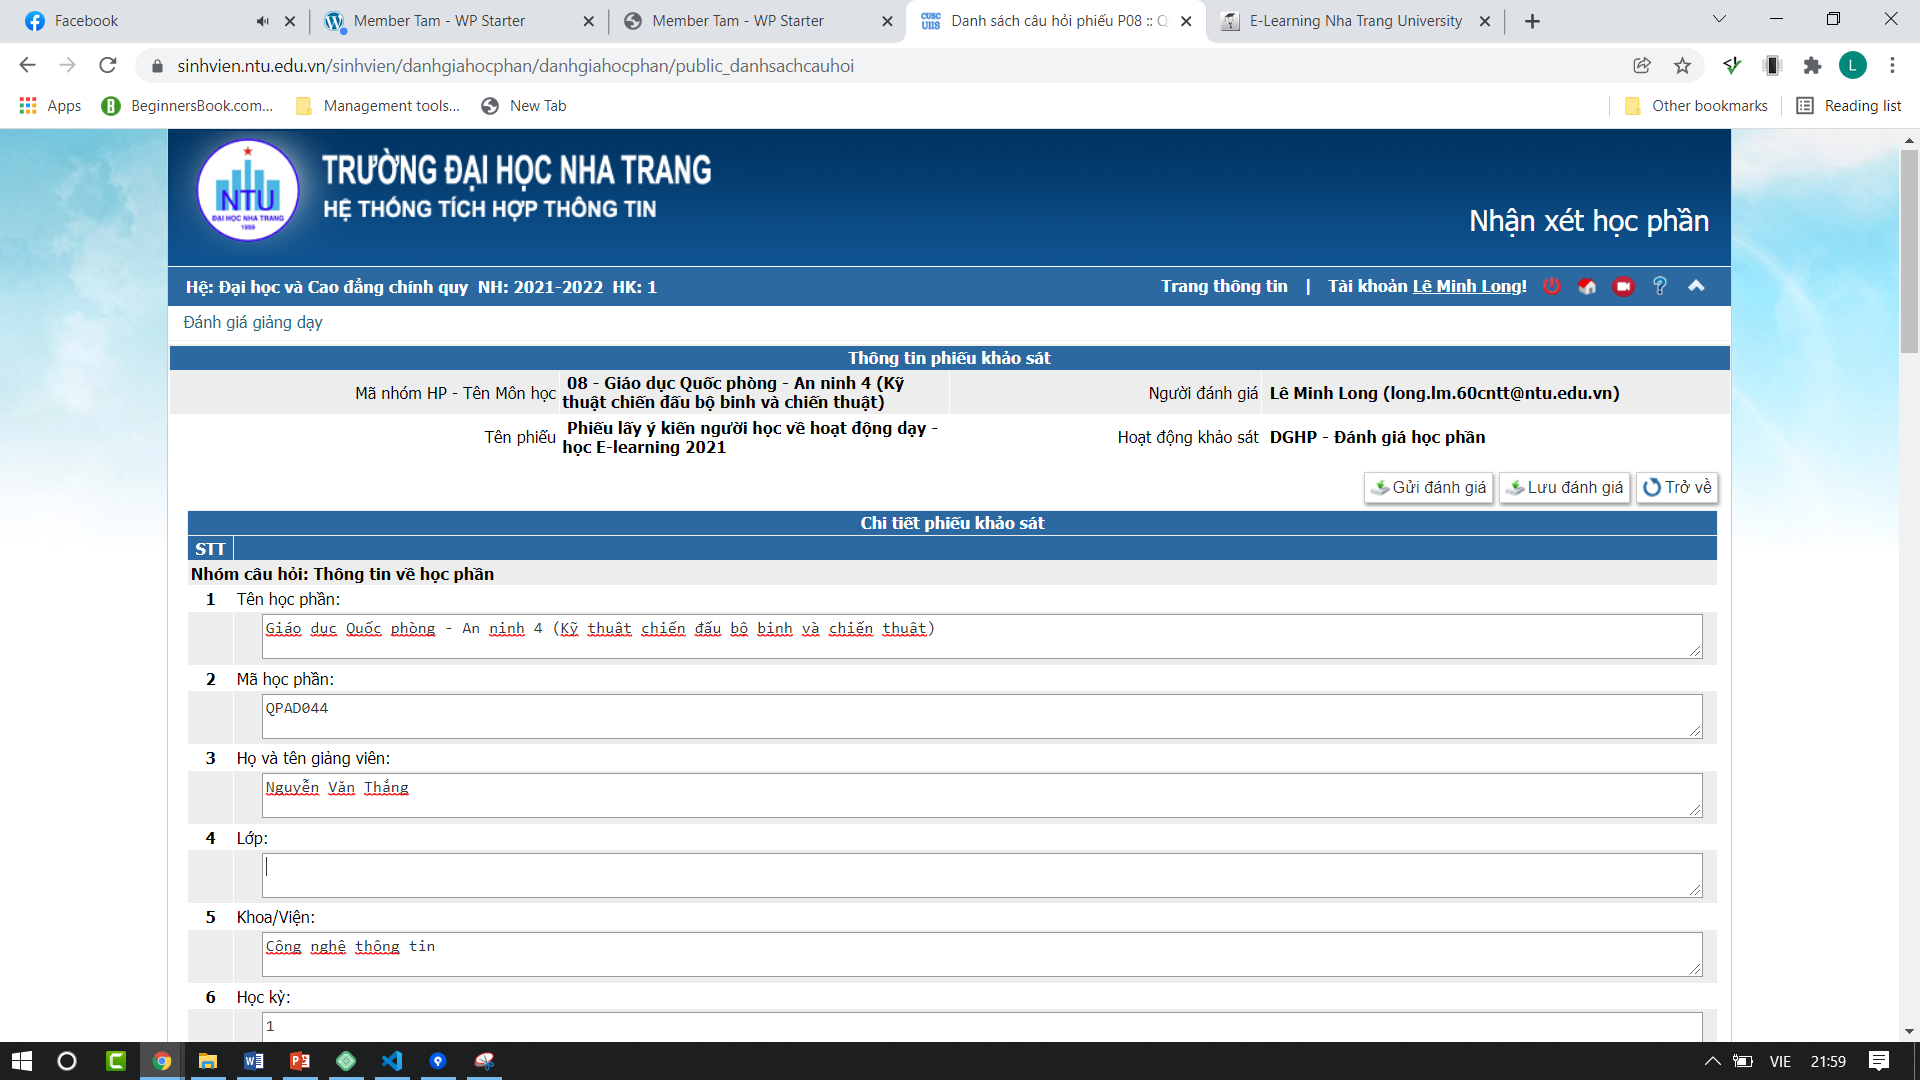 Facebook
Member Tam - WP Starter
Member Tam - WP Starter
CUSC UIIS
Danh sách câu hỏi phiếu P08 :: Q
E-Learning Nha Trang University
sinhvien.ntu.edu.vn/sinhvien/danhgiahocphan/danhgiahocphan/public_danhsachcauhoi
L
Apps
BeginnersBook.com...
Management tools...
New Tab
Other bookmarks
Reading list
NTU
ĐẠI HỌC NHA TRANG
1959
TRƯỜNG ĐẠI HỌC NHA TRANG
HỆ THỐNG TÍCH HỢP THÔNG TIN
Nhận xét học phần
Hệ: Đại học và Cao đẳng chính quy NH: 2021-2022 HK: 1
Trang thông tin | Tài khoản Lê Minh Long!
Đánh giá giảng dạy
Thông tin phiếu khảo sát
Mã nhóm HP - Tên Môn học
08 - Giáo dục Quốc phòng - An ninh 4 (Kỹ
thuật chiến đấu bộ binh và chiến thuật)
Người đánh giá
Lê Minh Long (long.lm.60cntt@ntu.edu.vn)
Tên phiếu
Phiếu lấy ý kiến người học về hoạt động dạy -
học E-learning 2021
Hoạt động khảo sát
DGHP - Đánh giá học phần
Gửi đánh giá
Lưu đánh giá
Trở về
Chi tiết phiếu khảo sát
STT
Nhóm câu hỏi: Thông tin về học phần
1 Tên học phần:
Giáo dục Quốc phòng - An ninh 4 (Kỹ thuật chiến đấu bộ binh và chiến thuật)
2 Mã học phần:
QPAD044
3 Họ và tên giảng viên:
Nguyễn Văn Thắng
4 Lớp:
5 Khoa/Viện:
Công nghệ thông tin
6 Học kỳ:
1
VIE
21:59